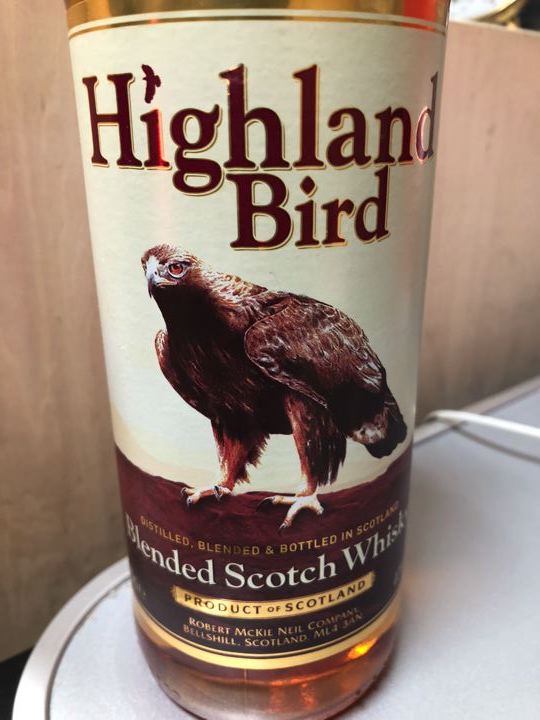 Highland
Bird
DISTILLED, BLENDED & BOTTLED IN SCOTLAND
Blended Scotch Whisky
PRODUCT OF SCOTLAND
ROBERT MCKIE NEIL COMPANY,
BELLSHILL, SCOTLAND, ML4 3AN